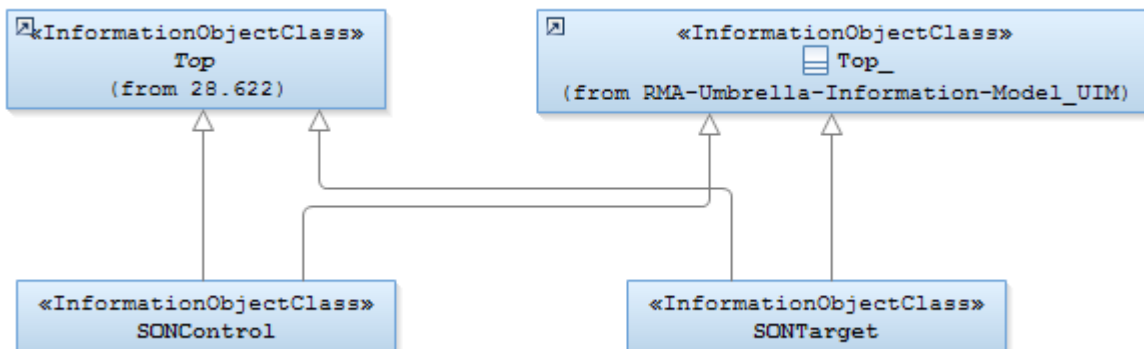 «InformationObjectClass»
Top
(from 28.622)
«InformationObjectClass»
Top_
(from RMA-Umbrella-Information-Model_UIM)
«InformationObjectClass»
SONControl
«InformationObjectClass»
SONTarget